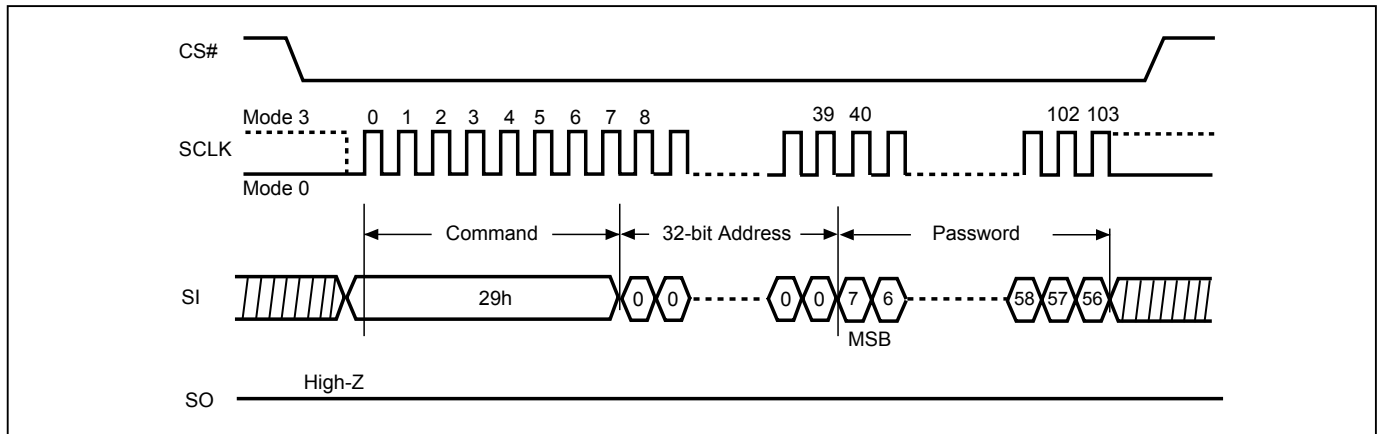 CS#
Mode 3
0 1 2 3 4 5 6 7 8 39 40 102 103
SCLK
Mode 0
Command 32-bit Address Password
SI 29h 0 0 0 0 7 6 58 57 56
MSB
High-Z
SO